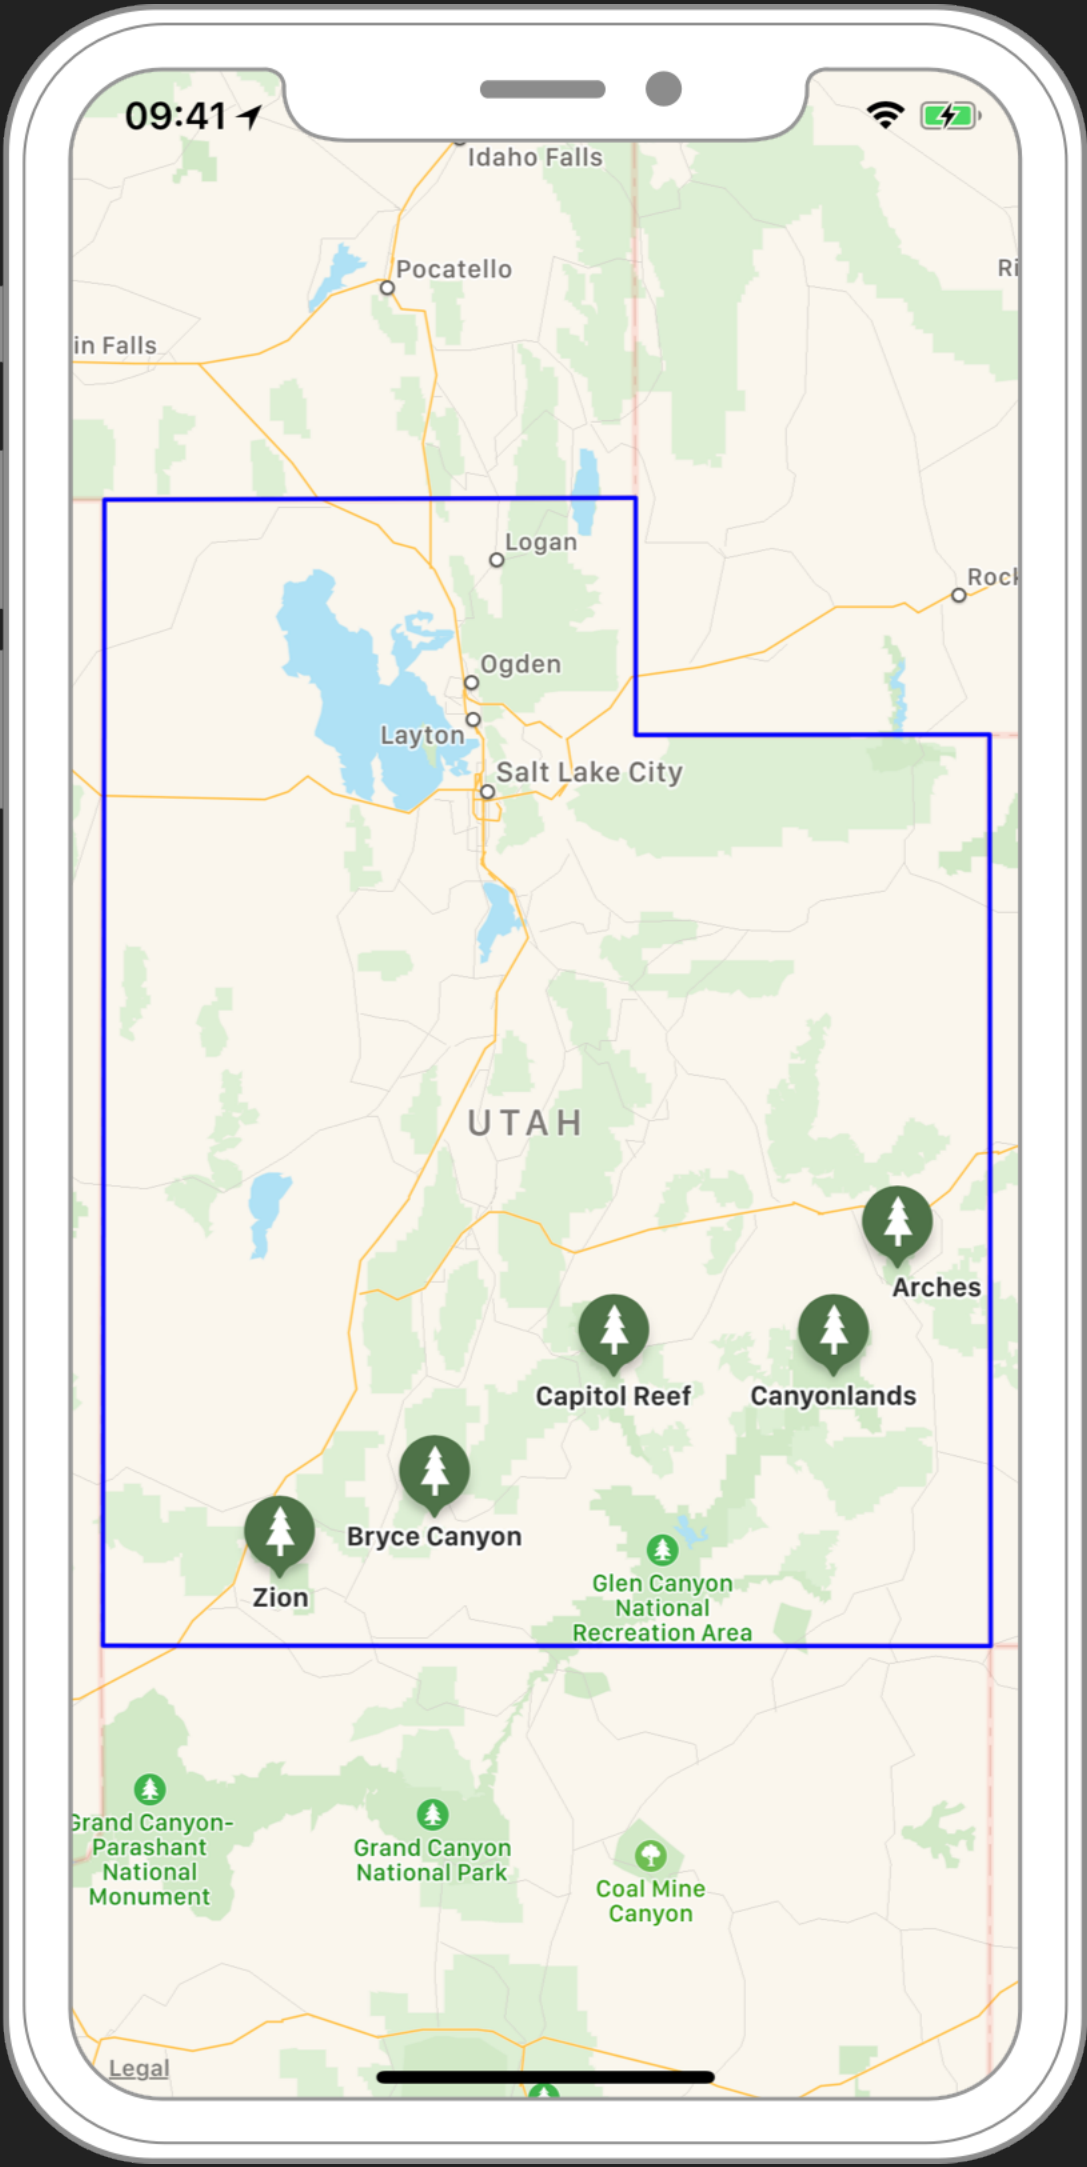 09:41
Idaho Falls
Pocatello
Ri
in Falls
Logan
Rock
Ogden
Layton
Salt Lake City
UTAH
Arches
Capitol Reef
Canyonlands
Bryce Canyon
Zion
Glen Canyon
National
Recreation Area
Grand Canyon-
Parashant
National
Monument
Grand Canyon
National Park
Coal Mine
Canyon
Legal